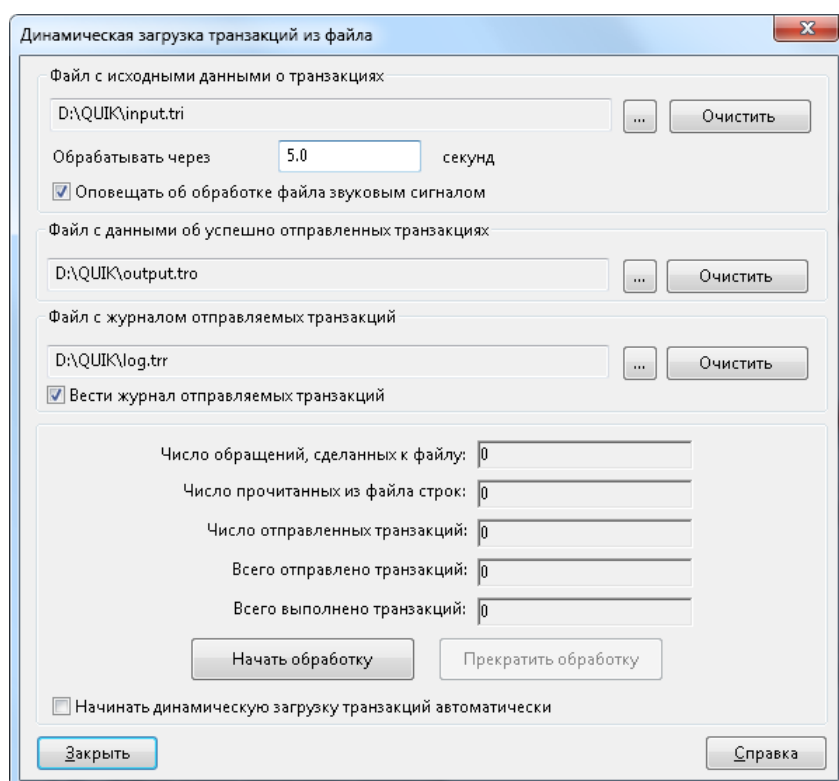 Динамическая загрузка транзакций из файла
Файл с исходными данными о транзакциях
D:\QUIK\input.tri ... Очистить
Обрабатывать через 5.0 секунд
Оповещать об обработке файла звуковым сигналом
Файл с данными об успешно отправленных транзакциях
D:\QUIK\output.tro ... Очистить
Файл с журналом отправляемых транзакций
D:\QUIK\log.trr ... Очистить
Вести журнал отправляемых транзакций
Число обращений, сделанных к файлу: 0
Число прочитанных из файла строк: 0
Число отправленных транзакций: 0
Всего отправлено транзакций: 0
Всего выполнено транзакций: 0
Начать обработку Прекратить обработку
Начинать динамическую загрузку транзакций автоматически
Закрыть Справка